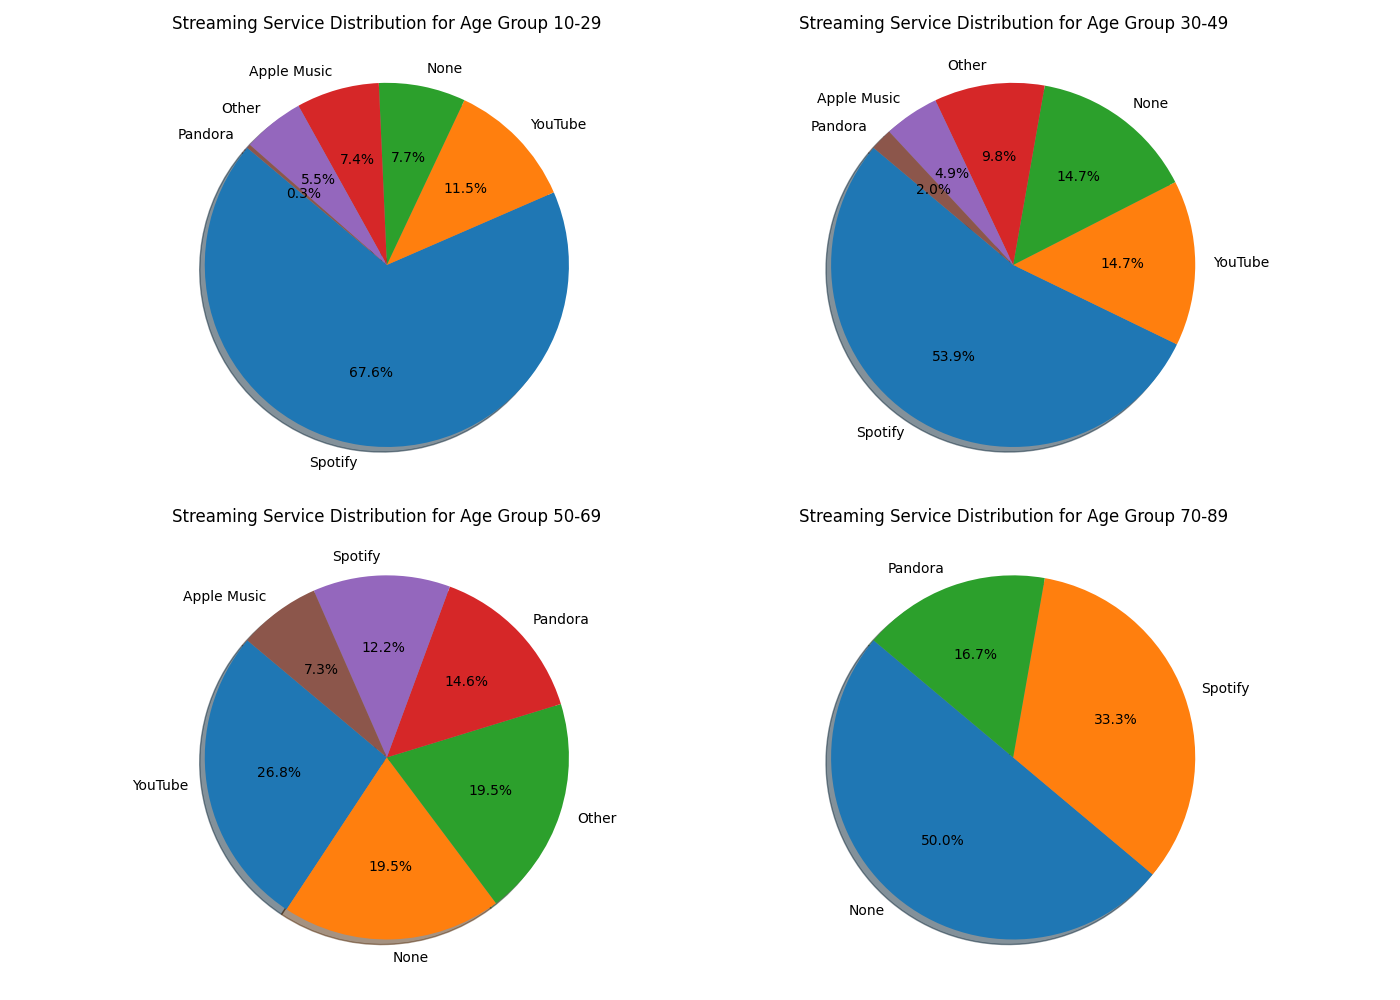 Streaming Service Distribution for Age Group 10-29
None
Apple Music
Other
YouTube
Pandora
7.4%
7.7%
5.5%
11.5%
0.3%
67.6%
Spotify
Streaming Service Distribution for Age Group 30-49
Other
Apple Music
None
Pandora
9.8%
4.9%
14.7%
2.0%
14.7%
YouTube
53.9%
Spotify
Streaming Service Distribution for Age Group 50-69
Spotify
Apple Music
Pandora
12.2%
7.3%
14.6%
26.8%
YouTube
19.5%
Other
19.5%
None
Streaming Service Distribution for Age Group 70-89
Pandora
16.7%
Spotify
33.3%
50.0%
None